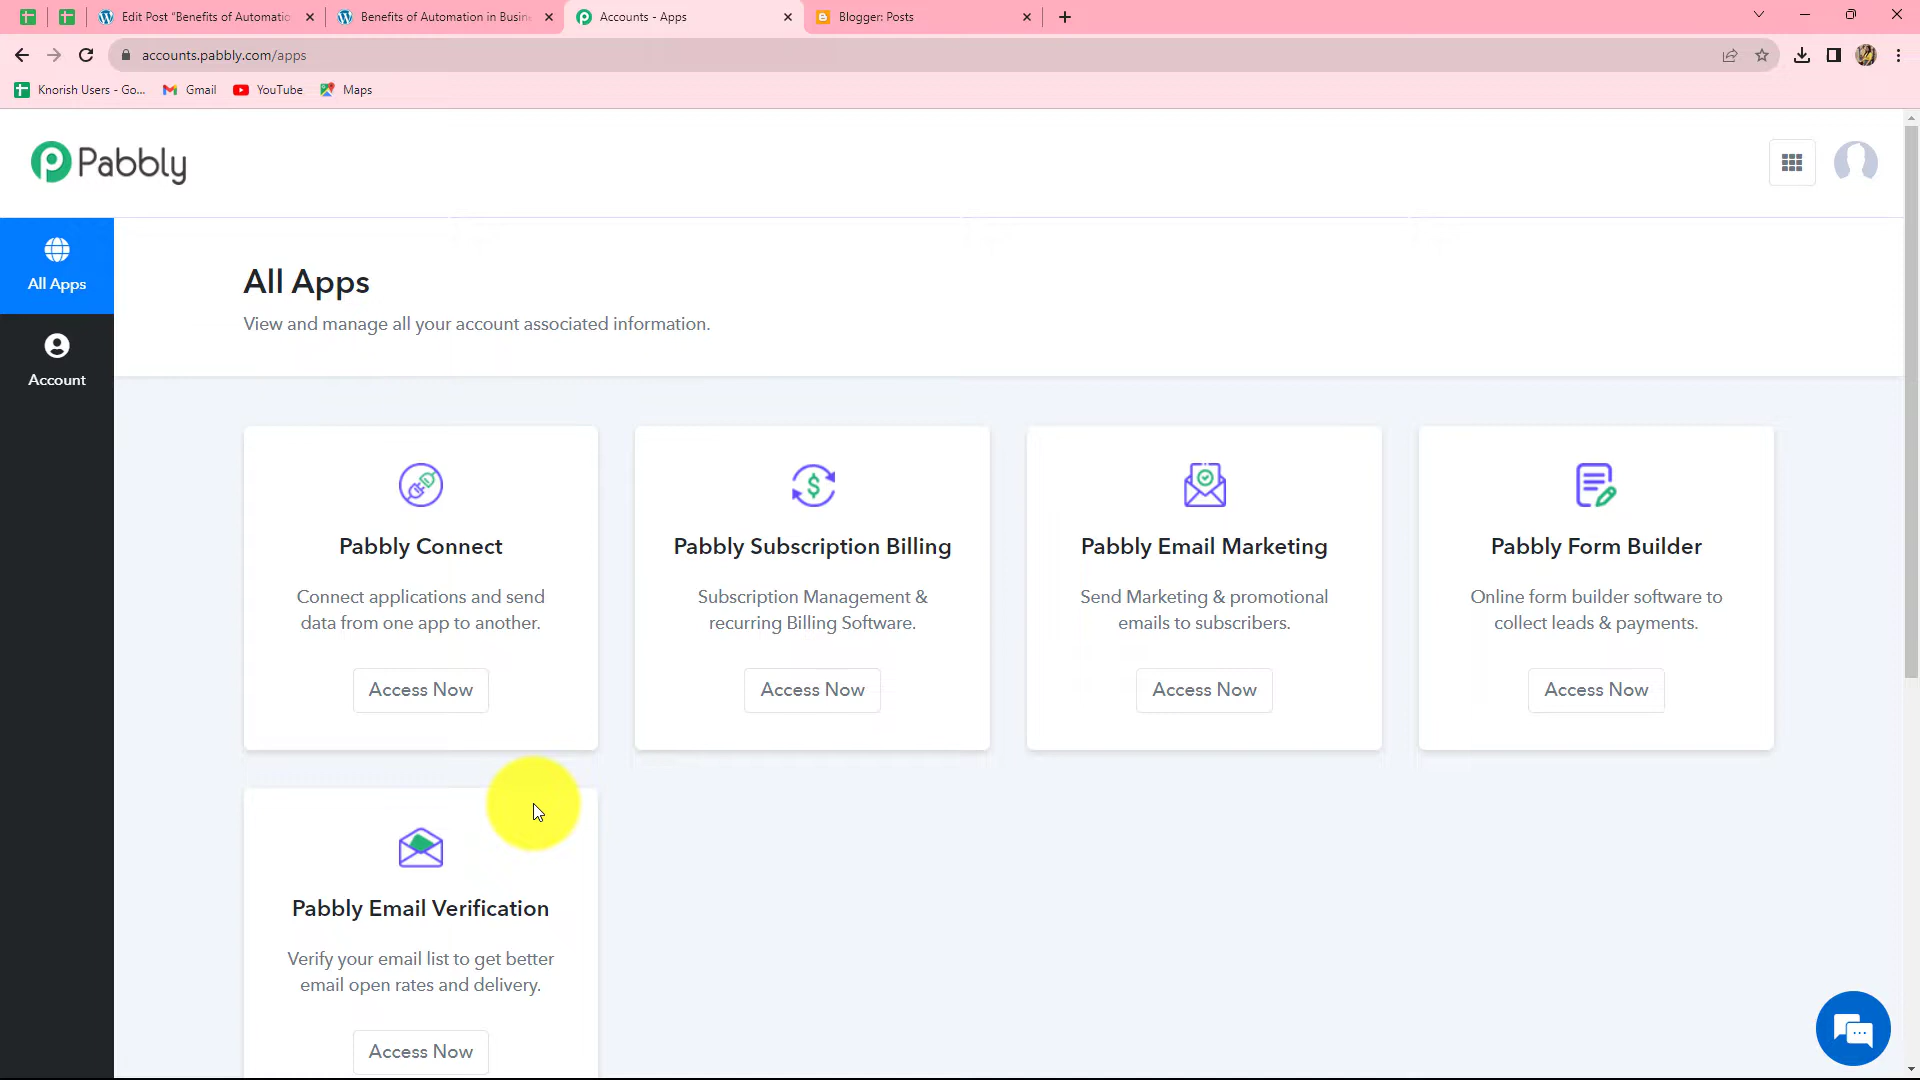 Edit Post "Benefits of Automatio
Benefits of Automation in Busin
Accounts - Apps
Blogger: Posts
accounts.pabbly.com/apps
Knorish Users - Go...
Gmail
YouTube
Maps
Pabbly
All Apps
Account
All Apps
View and manage all your account associated information.
Pabbly Connect
Connect applications and send
data from one app to another.
Access Now
Pabbly Subscription Billing
Subscription Management &
recurring Billing Software.
Access Now
Pabbly Email Marketing
Send Marketing & promotional
emails to subscribers.
Access Now
Pabbly Form Builder
Online form builder software to
collect leads & payments.
Access Now
Pabbly Email Verification
Verify your email list to get better
email open rates and delivery.
Access Now